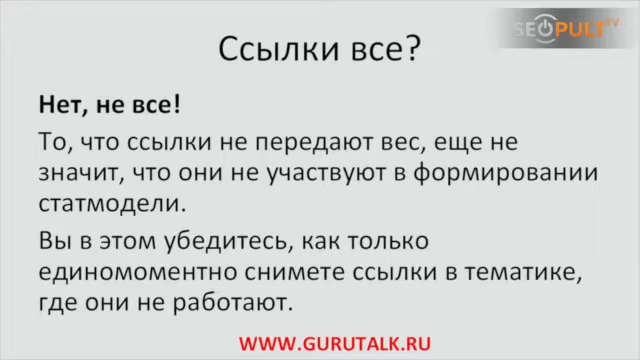 SEOPULT TV
Ссылки все?
Нет, не все!
То, что ссылки не передают вес, еще не
значит, что они не участвуют в формировании
статмодели.
Вы в этом убедитесь, как только
единомоментно снимете ссылки в тематике,
где они не работают.
WWW.GURUTALK.RU